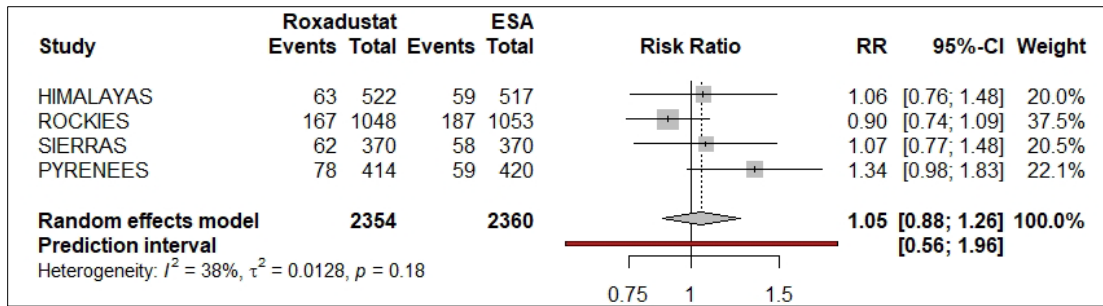 Roxadustat ESA
Study Events Total Events Total Risk Ratio RR 95%-CI Weight
HIMALAYAS 63 522 59 517 1.06 [0.76; 1.48] 20.0%
ROCKIES 167 1048 187 1053 0.90 [0.74; 1.09] 37.5%
SIERRAS 62 370 58 370 1.07 [0.77; 1.48] 20.5%
PYRENEES 78 414 59 420 1.34 [0.98; 1.83] 22.1%
Random effects model 2354 2360 1.05 [0.88; 1.26] 100.0%
Prediction interval [0.56; 1.96]
Heterogeneity: I² = 38%, τ² = 0.0128, p = 0.18
0.75 1 1.5